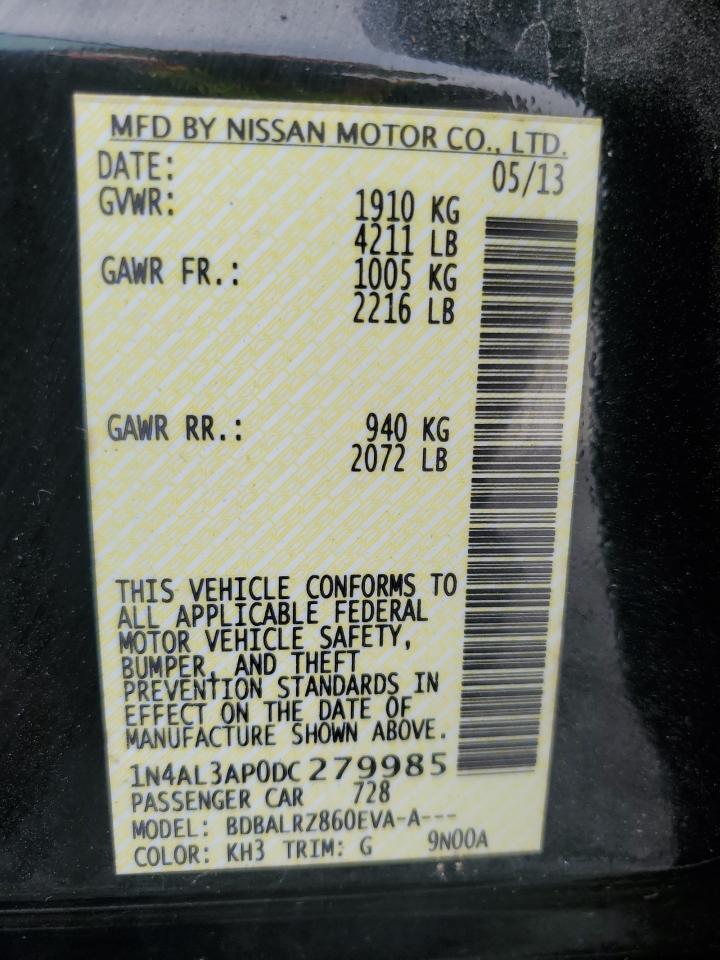 MFD BY NISSAN MOTOR CO., LTD.
DATE: 05/13
GVWR: 1910 KG
4211 LB
GAWR FR.: 1005 KG
2216 LB
GAWR RR.: 940 KG
2072 LB
THIS VEHICLE CONFORMS TO
ALL APPLICABLE FEDERAL
MOTOR VEHICLE SAFETY,
BUMPER, AND THEFT
PREVENTION STANDARDS IN
EFFECT ON THE DATE OF
MANUFACTURE SHOWN ABOVE.
1N4AL3AP0DC 279985
PASSENGER CAR 728
MODEL: BDBALRZ860EVA-A---
COLOR: KH3 TRIM: G 9N00A